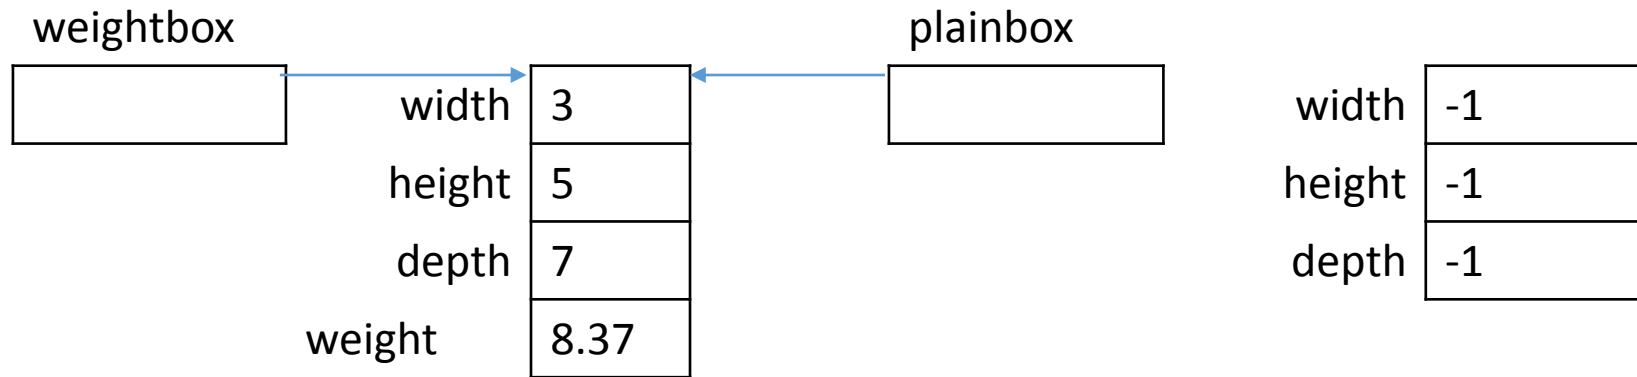 weightbox plainbox
width 3 width -1
height 5 height -1
depth 7 depth -1
weight 8.37